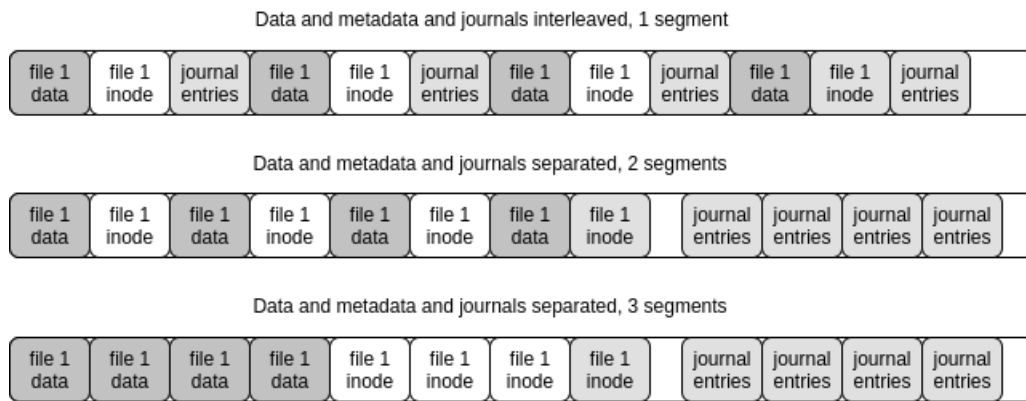 Data and metadata and journals interleaved, 1 segment
file 1 file 1 journal file 1 file 1 journal file 1 file 1 journal file 1 file 1 journal
data inode entries data inode entries data inode entries data inode entries
Data and metadata and journals separated, 2 segments
file 1 file 1 file 1 file 1 file 1 file 1 file 1 file 1 journal journal journal journal
data inode data inode data inode data inode entries entries entries entries
Data and metadata and journals separated, 3 segments
file 1 file 1 file 1 file 1 file 1 file 1 file 1 file 1 journal journal journal journal
data data data data inode inode inode inode entries entries entries entries